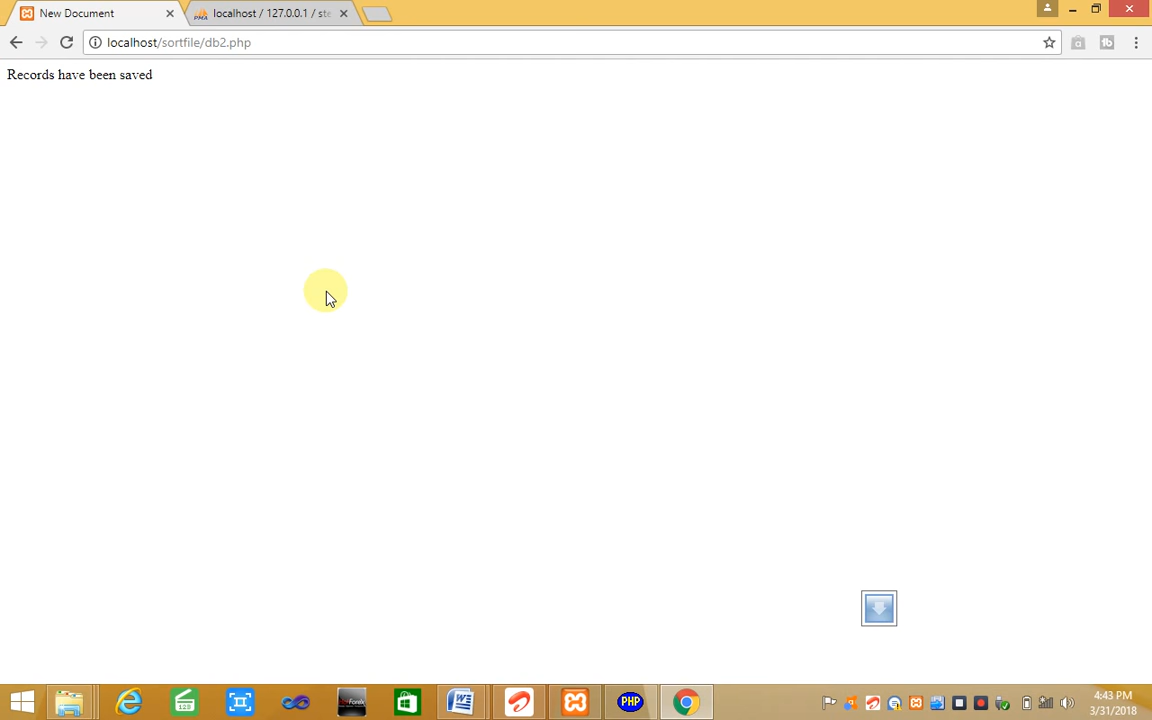 New Document
localhost / 127.0.0.1 / ste
localhost/sortfile/db2.php
Records have been saved
123
PHP
4:43 PM
3/31/2018